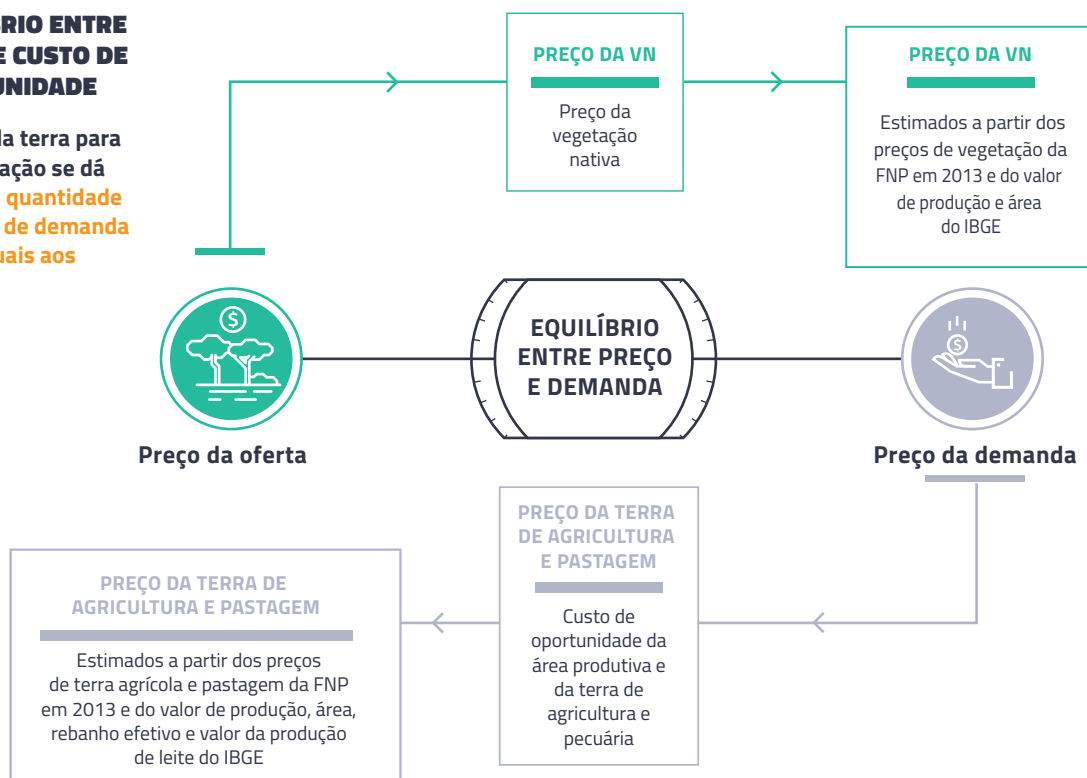 E CUSTO DE
da terra para
se dá
quantidade
de demanda
aos
PREÇO DA VN
Preço da
vegetação
nativa
PREÇO DA VN
Estimados a partir dos
preços de vegetação da
FNP em 2013 e do valor
de produção e área
do IBGE
$
EQUILÍBRIO
ENTRE PREÇO
E DEMANDA
$
Preço da oferta
Preço da demanda
PREÇO DA TERRA
DE AGRICULTURA
E PASTAGEM
Custo de
oportunidade da
área produtiva e
da terra de
agricultura e
pecuária
PREÇO DA TERRA DE
AGRICULTURA E PASTAGEM
Estimados a partir dos preços
de terra agrícola e pastagem da FNP
em 2013 e do valor de produção, área,
rebanho efetivo e valor da produção
de leite do IBGE